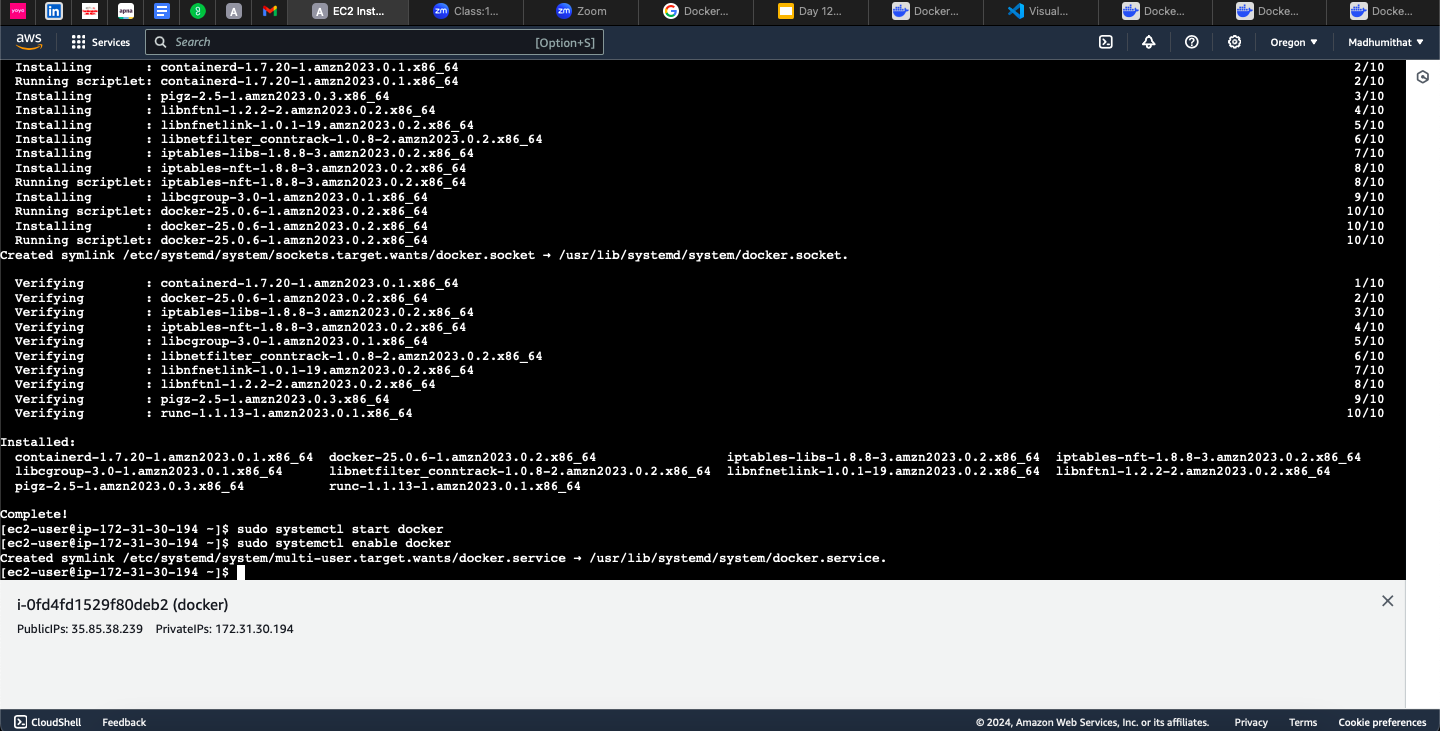 yoyo
in
apna
A
A EC2 Inst...
zm Class:1...
zm Zoom
G Docker...
Day 12...
Docker...
Visual...
Docke...
Docke...
Docke...
aws Services Search [Option+S] Oregon ▼ Madhumithat ▼
Installing : containerd-1.7.20-1.amzn2023.0.1.x86_64 2/10
Running scriptlet: containerd-1.7.20-1.amzn2023.0.1.x86_64 2/10
Installing : pigz-2.5-1.amzn2023.0.3.x86_64 3/10
Installing : libnftnl-1.2.2-2.amzn2023.0.2.x86_64 4/10
Installing : libnfnetlink-1.0.1-19.amzn2023.0.2.x86_64 5/10
Installing : libnetfilter_conntrack-1.0.8-2.amzn2023.0.2.x86_64 6/10
Installing : iptables-libs-1.8.8-3.amzn2023.0.2.x86_64 7/10
Installing : iptables-nft-1.8.8-3.amzn2023.0.2.x86_64 8/10
Running scriptlet: iptables-nft-1.8.8-3.amzn2023.0.2.x86_64 8/10
Installing : libcgroup-3.0-1.amzn2023.0.1.x86_64 9/10
Running scriptlet: docker-25.0.6-1.amzn2023.0.2.x86_64 10/10
Installing : docker-25.0.6-1.amzn2023.0.2.x86_64 10/10
Running scriptlet: docker-25.0.6-1.amzn2023.0.2.x86_64 10/10
Created symlink /etc/systemd/system/sockets.target.wants/docker.socket → /usr/lib/systemd/system/docker.socket.
Verifying : containerd-1.7.20-1.amzn2023.0.1.x86_64 1/10
Verifying : docker-25.0.6-1.amzn2023.0.2.x86_64 2/10
Verifying : iptables-libs-1.8.8-3.amzn2023.0.2.x86_64 3/10
Verifying : iptables-nft-1.8.8-3.amzn2023.0.2.x86_64 4/10
Verifying : libcgroup-3.0-1.amzn2023.0.1.x86_64 5/10
Verifying : libnetfilter_conntrack-1.0.8-2.amzn2023.0.2.x86_64 6/10
Verifying : libnfnetlink-1.0.1-19.amzn2023.0.2.x86_64 7/10
Verifying : libnftnl-1.2.2-2.amzn2023.0.2.x86_64 8/10
Verifying : pigz-2.5-1.amzn2023.0.3.x86_64 9/10
Verifying : runc-1.1.13-1.amzn2023.0.1.x86_64 10/10
Installed:
containerd-1.7.20-1.amzn2023.0.1.x86_64 docker-25.0.6-1.amzn2023.0.2.x86_64 iptables-libs-1.8.8-3.amzn2023.0.2.x86_64 iptables-nft-1.8.8-3.amzn2023.0.2.x86_64
libcgroup-3.0-1.amzn2023.0.1.x86_64 libnetfilter_conntrack-1.0.8-2.amzn2023.0.2.x86_64 libnfnetlink-1.0.1-19.amzn2023.0.2.x86_64 libnftnl-1.2.2-2.amzn2023.0.2.x86_64
pigz-2.5-1.amzn2023.0.3.x86_64 runc-1.1.13-1.amzn2023.0.1.x86_64
Complete!
[ec2-user@ip-172-31-30-194 ~]$ sudo systemctl start docker
[ec2-user@ip-172-31-30-194 ~]$ sudo systemctl enable docker
Created symlink /etc/systemd/system/multi-user.target.wants/docker.service → /usr/lib/systemd/system/docker.service.
[ec2-user@ip-172-31-30-194 ~]$
i-0fd4fd1529f80deb2 (docker)
PublicIPs: 35.85.38.239 PrivateIPs: 172.31.30.194
CloudShell Feedback © 2024, Amazon Web Services, Inc. or its affiliates. Privacy Terms Cookie preferences